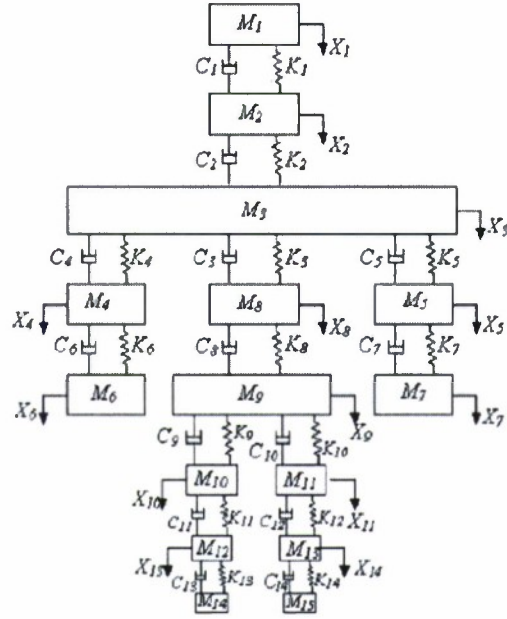 M1
X1
C1 K1
M2
X2
C2 K2
M3
X3
C4 K4 C3 K3 C5 K5
M4 M8 M5
X4 X8 X5
C6 K6 C8 K8 C7 K7
M6 M9 M7
X6 X9 X7
C9 K9 C10 K10
M10 M11
X10 X11
C11 K11 C12 K12
M12 M13
X14
C13 K13 C14 K14
M14 M15